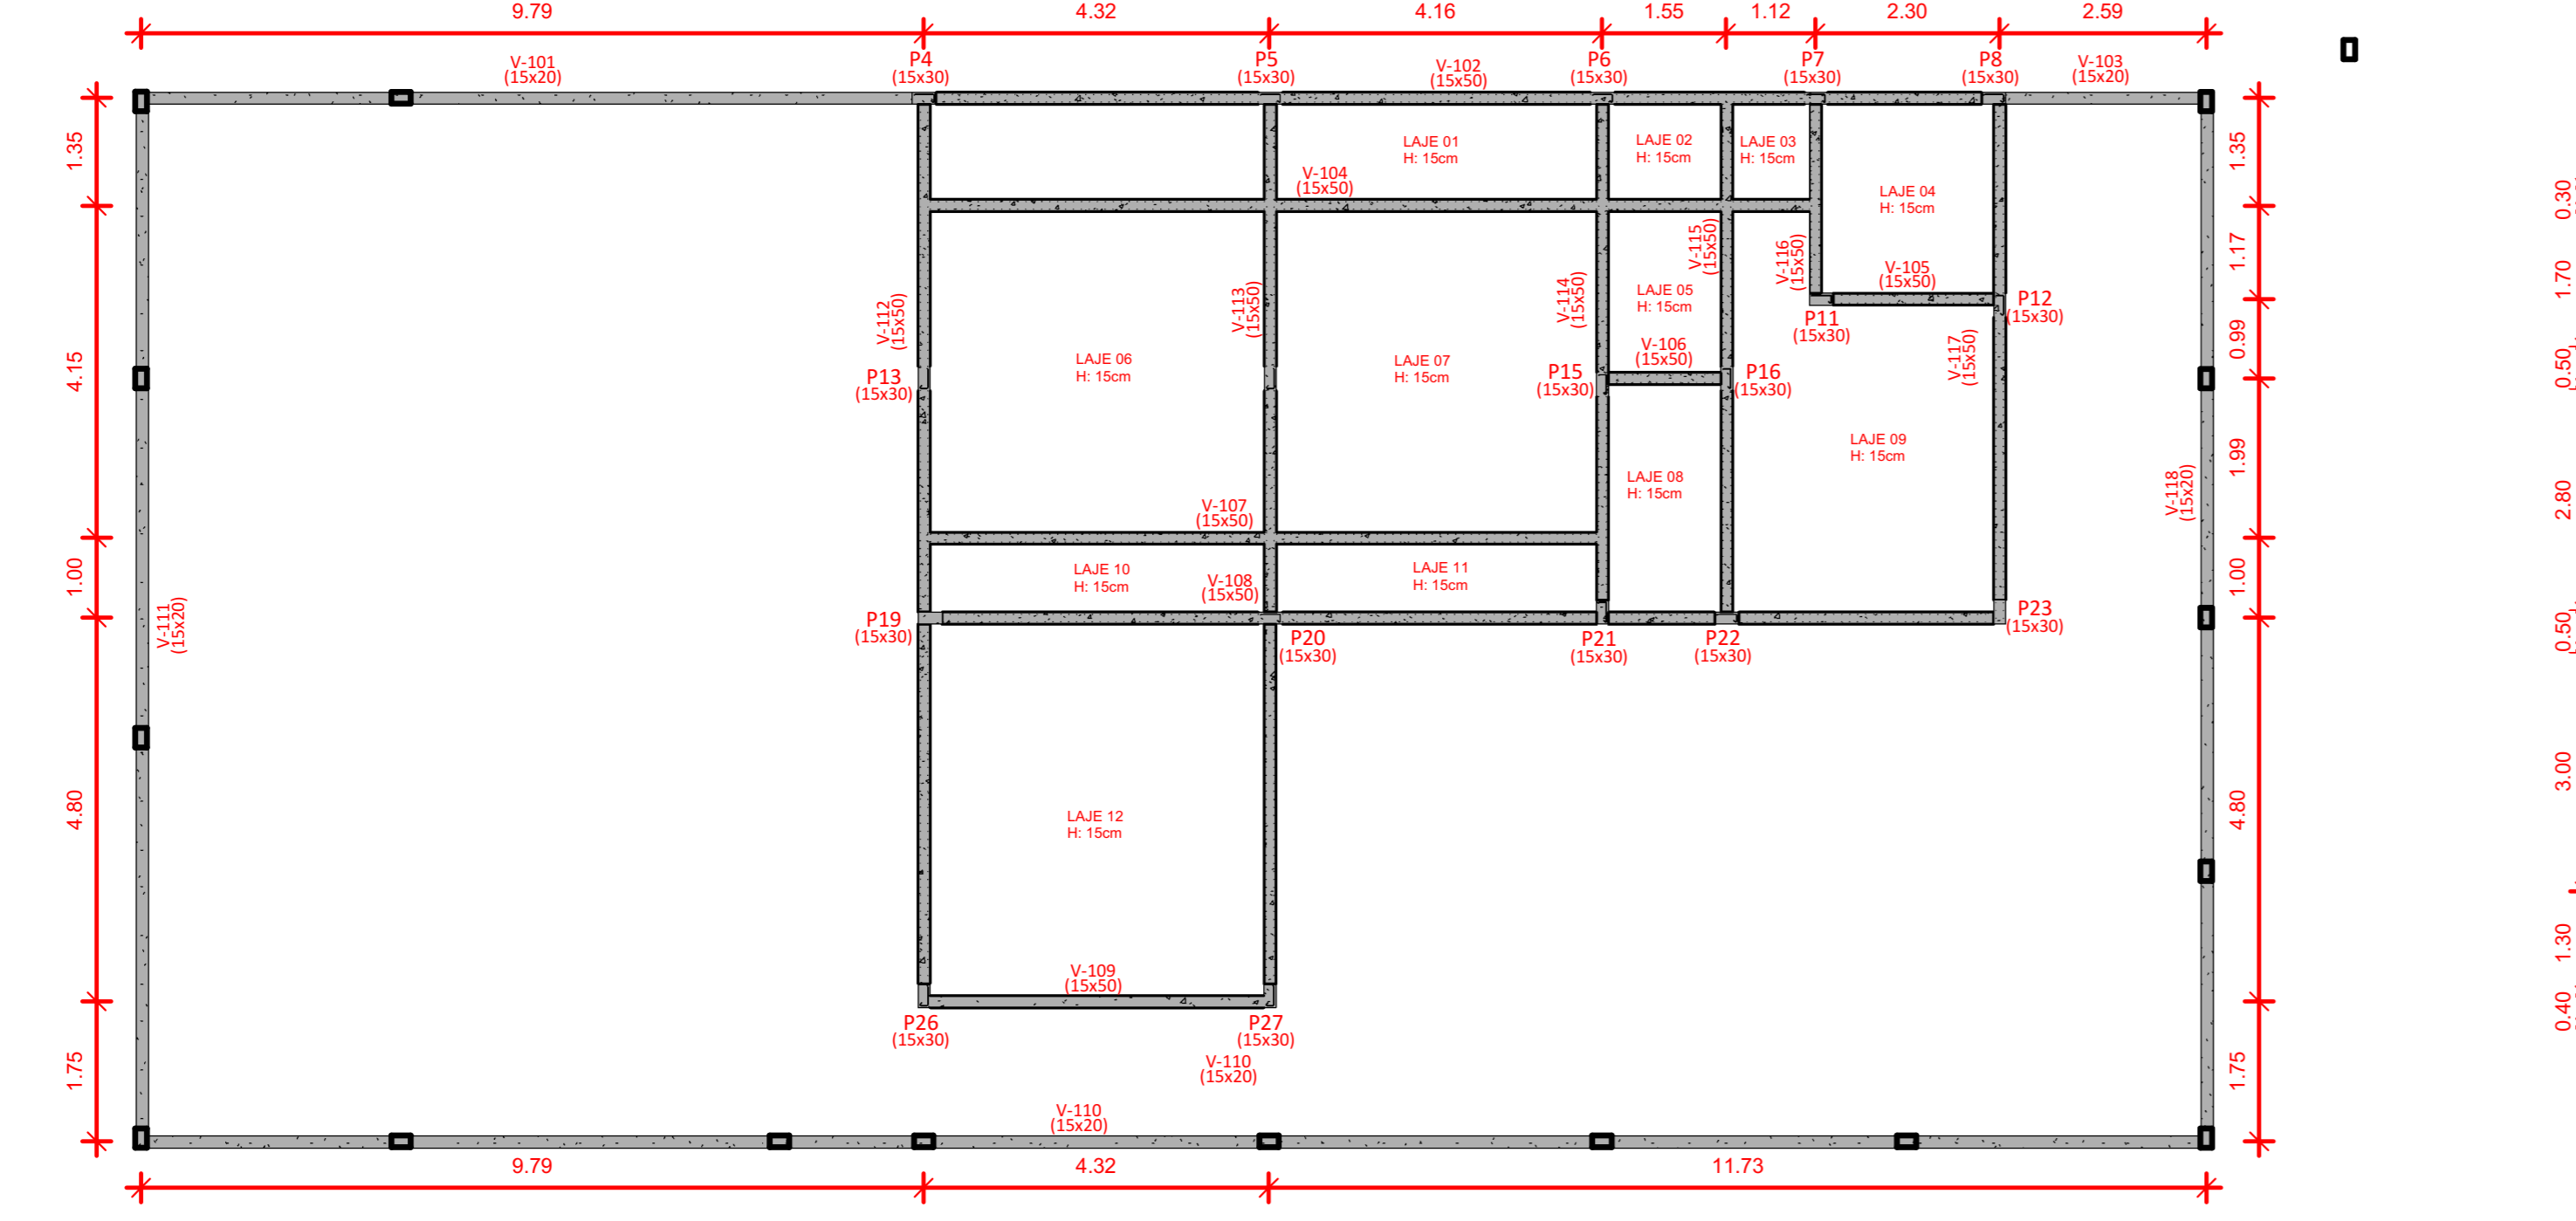 9.79
4.32
4.16
1.55
1.12
2.30
2.59
V-101
(15x20)
P4
(15x30)
P5
(15x30)
V-102
(15x50)
P6
(15x30)
P7
(15x30)
P8
(15x30)
V-103
(15x20)
1.35
LAJE 01
H: 15cm
LAJE 02
H: 15cm
LAJE 03
H: 15cm
1.35
V-104
(15x50)
LAJE 04
H: 15cm
0.30
V-115
(15x50)
V-116
(15x50)
1.17
1.70
V-105
(15x50)
V-112
(15x50)
V-113
(15x50)
V-114
(15x50)
LAJE 05
H: 15cm
P12
(15x30)
P11
(15x30)
4.15
LAJE 06
H: 15cm
LAJE 07
H: 15cm
V-106
(15x50)
V-117
(15x50)
0.99
0.50
P13
(15x30)
P15
(15x30)
P16
(15x30)
LAJE 09
H: 15cm
1.99
LAJE 08
H: 15cm
V-118
(15x20)
2.80
V-107
(15x50)
1.00
LAJE 10
H: 15cm
V-108
(15x50)
LAJE 11
H: 15cm
1.00
V-111
(15x20)
P19
(15x30)
P20
(15x30)
P21
(15x30)
P22
(15x30)
P23
(15x30)
0.50
4.80
LAJE 12
H: 15cm
4.80
3.00
V-109
(15x50)
1.30
P26
(15x30)
P27
(15x30)
0.40
1.75
V-110
(15x20)
1.75
V-110
(15x20)
9.79
4.32
11.73